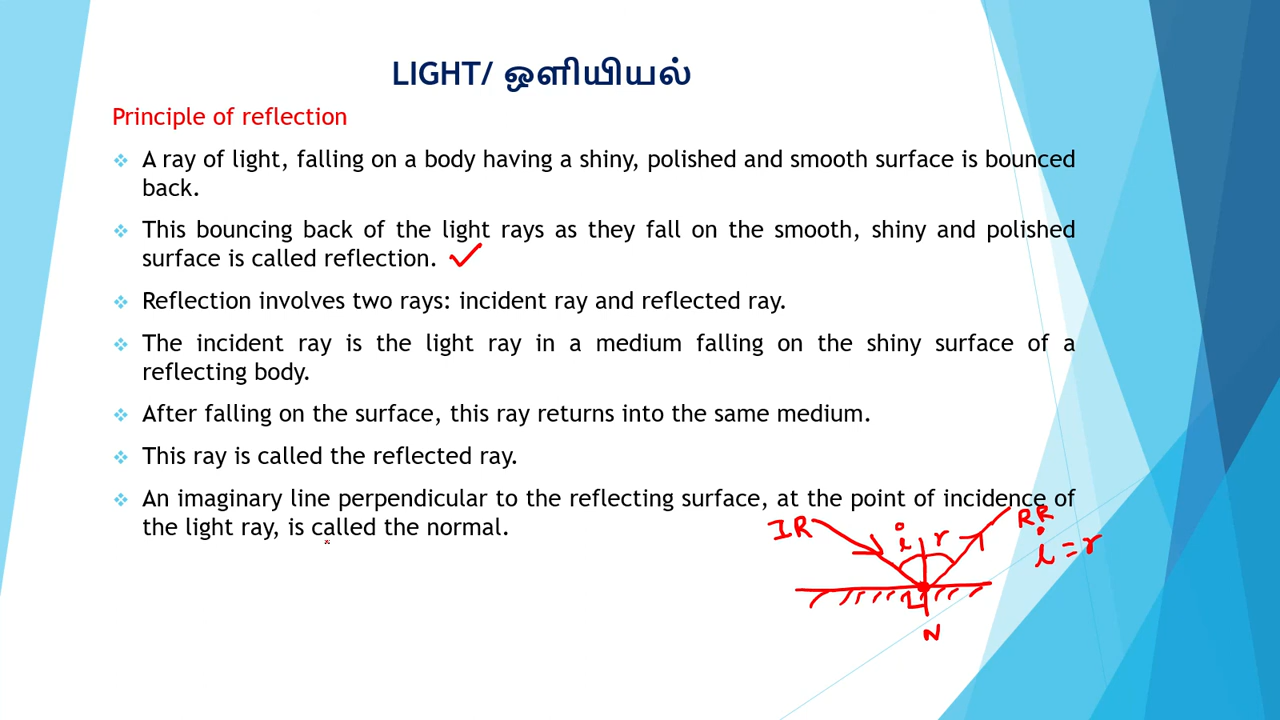 LIGHT/ ஒளியியல்
Principle of reflection
A ray of light, falling on a body having a shiny, polished and smooth surface is bounced
back.
This bouncing back of the light rays as they fall on the smooth, shiny and polished
surface is called reflection.
Reflection involves two rays: incident ray and reflected ray.
The incident ray is the light ray in a medium falling on the shiny surface of a
reflecting body.
After falling on the surface, this ray returns into the same medium.
This ray is called the reflected ray.
An imaginary line perpendicular to the reflecting surface, at the point of incidence of
the light ray, is called the normal.
IR
i
r
RR
i = r
N